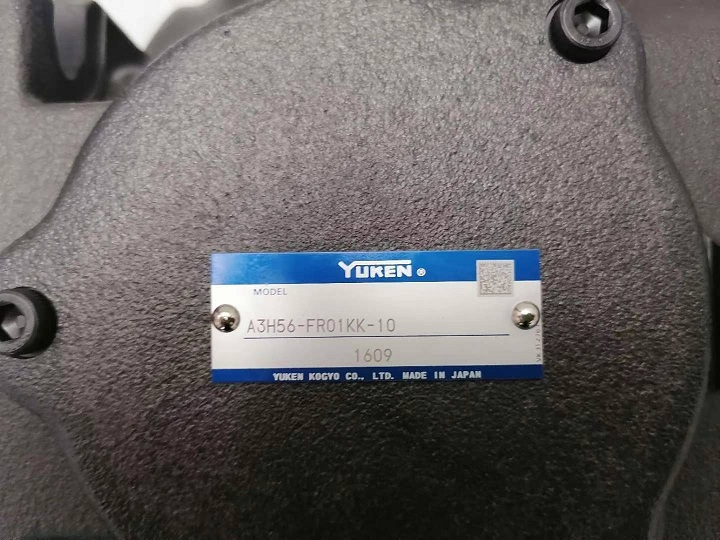 YUKEN ®
MODEL
A3H56-FR01KK-10
1609
YUKEN KOGYO CO., LTD. MADE IN JAPAN